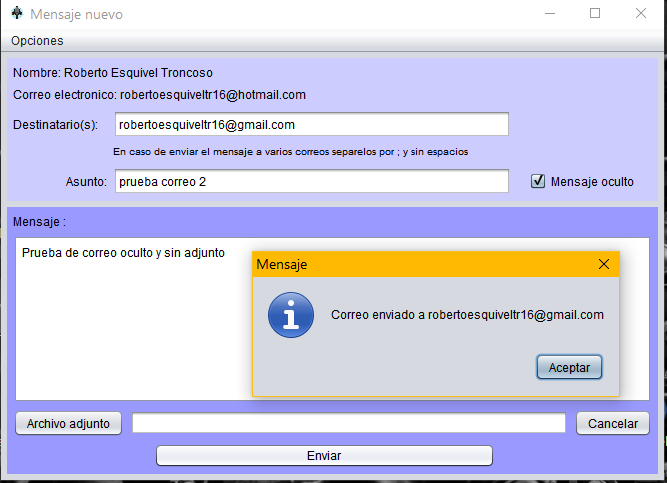 Mensaje nuevo
Opciones
Nombre: Roberto Esquivel Troncoso
Correo electronico: robertoesquiveltr16@hotmail.com
Destinatario(s): robertoesquiveltr16@gmail.com
En caso de enviar el mensaje a varios correos separelos por ; y sin espacios
Asunto: prueba correo 2 Mensaje oculto
Mensaje :
Prueba de correo oculto y sin adjunto
Mensaje
Correo enviado a robertoesquiveltr16@gmail.com
Aceptar
Archivo adjunto Cancelar
Enviar